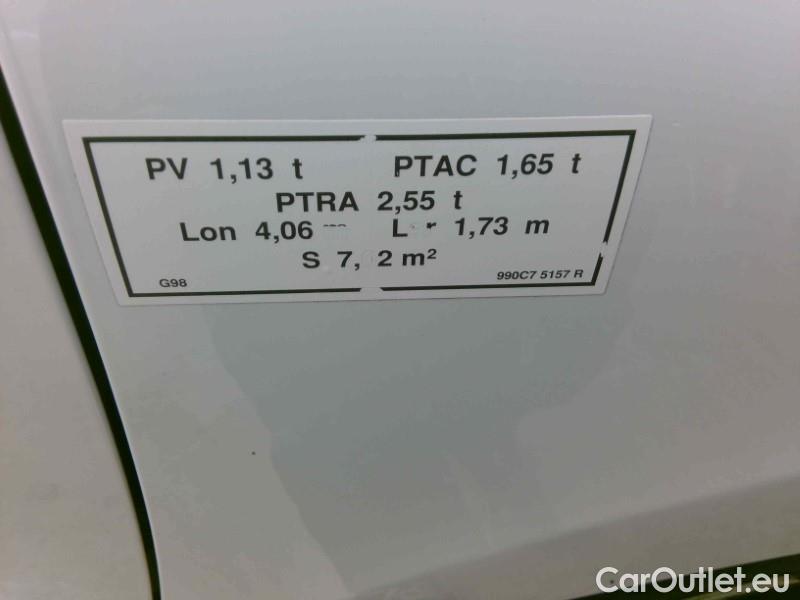 PV 1,13 t PTAC 1,65 t
PTRA 2,55 t
Lon 4,06 1,73 m
S m²
G98 990C7 5157 R
CarOutlet.eu